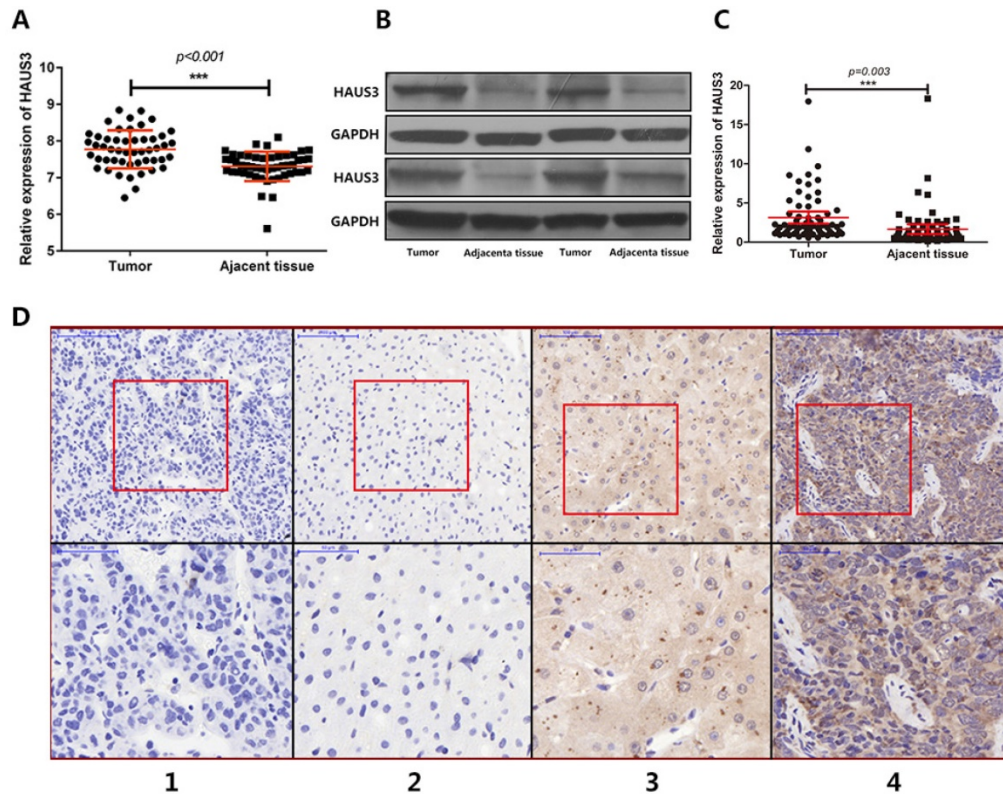 A
p<0.001
***
Relative expression of HAUS3
10
9
8
7
6
5
Tumor
Ajacent tissue
B
HAUS3
GAPDH
HAUS3
GAPDH
Tumor Adjacenta tissue Tumor Adjacenta tissue
C
p=0.003
***
Relative expression of HAUS3
20
15
10
5
0
Tumor
Ajacent tissue
D
1 2 3 4